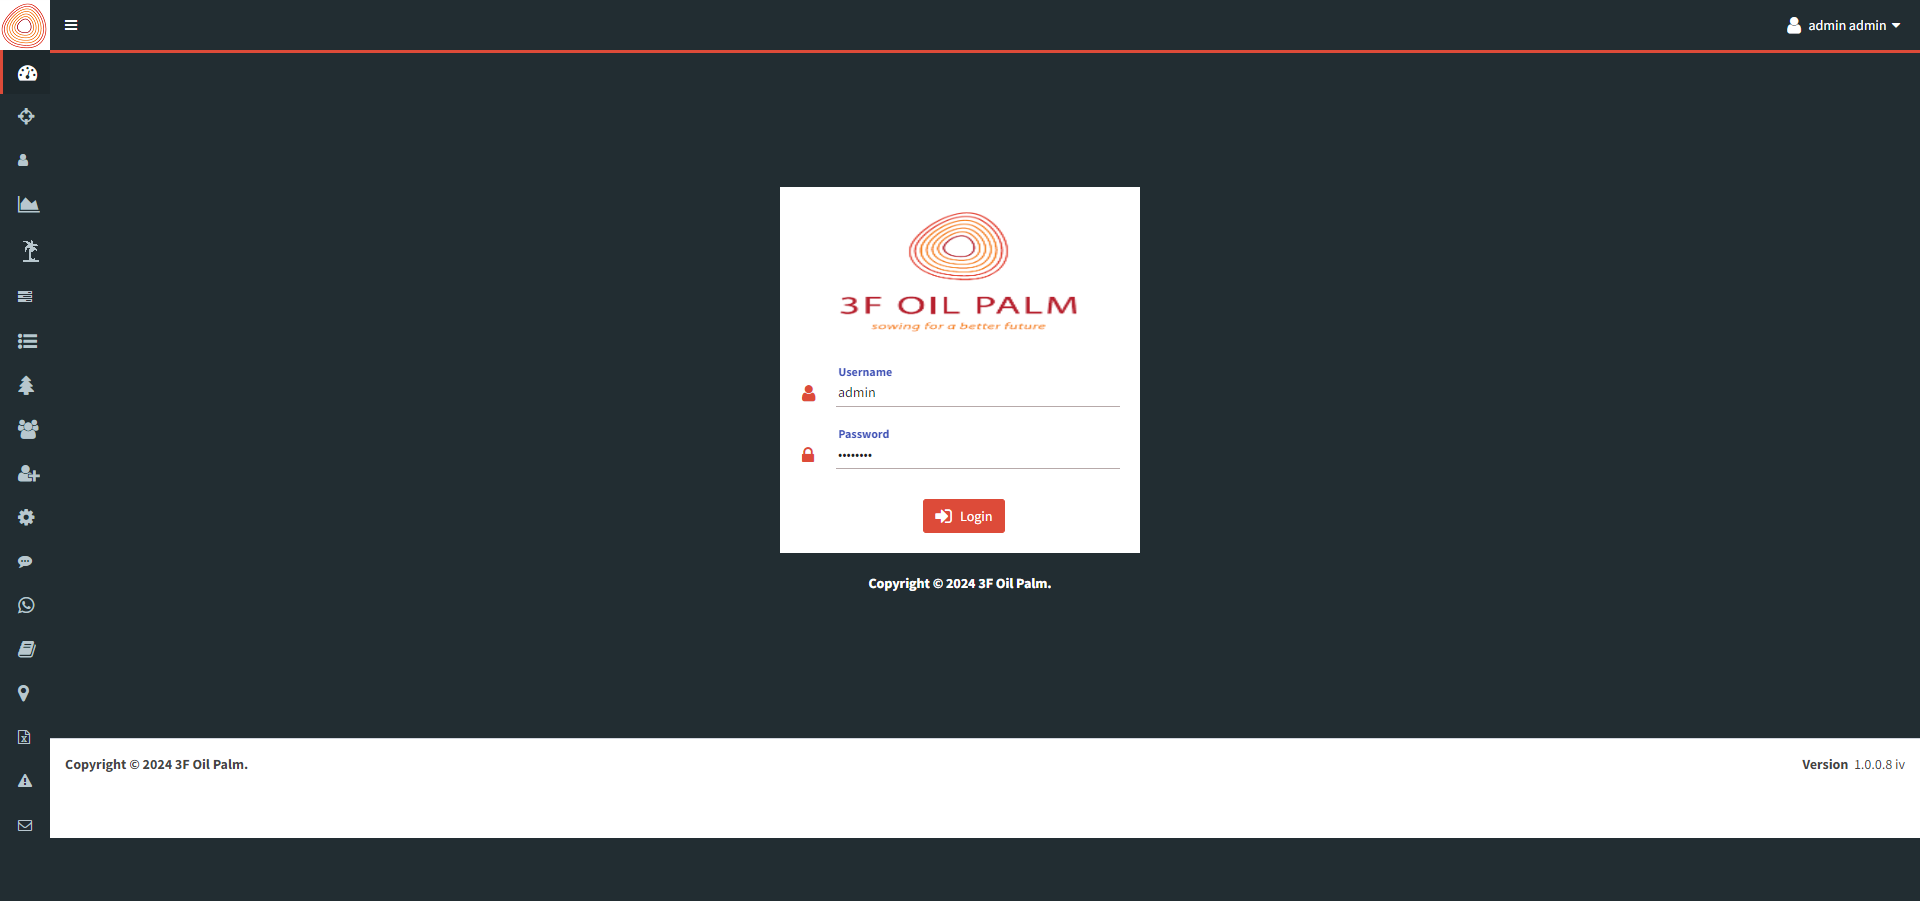 admin admin
3F OIL PALM
sowing for a better future
Username
admin
Password
••••••••
Login
Copyright © 2024 3F Oil Palm.
Copyright © 2024 3F Oil Palm.
Version 1.0.0.8 iv